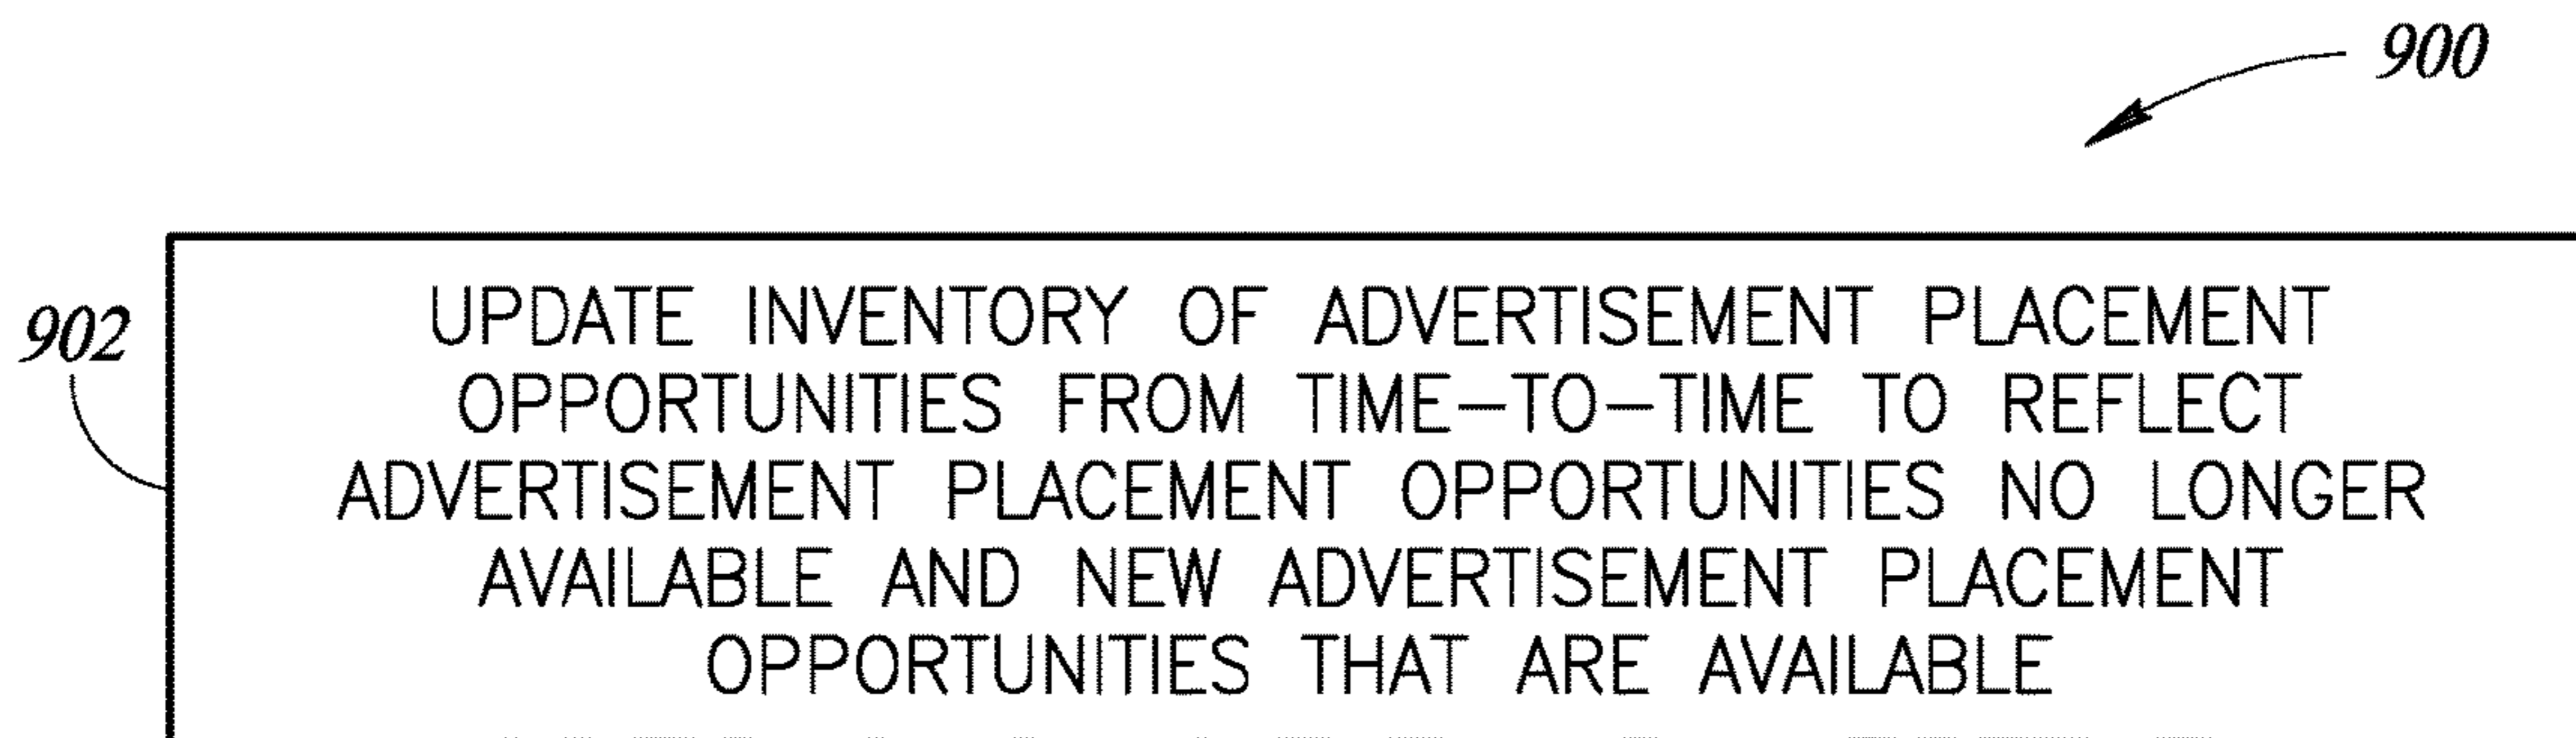 900
902
UPDATE INVENTORY OF ADVERTISEMENT PLACEMENT
OPPORTUNITIES FROM TIME-TO-TIME TO REFLECT
ADVERTISEMENT PLACEMENT OPPORTUNITIES NO LONGER
AVAILABLE AND NEW ADVERTISEMENT PLACEMENT
OPPORTUNITIES THAT ARE AVAILABLE